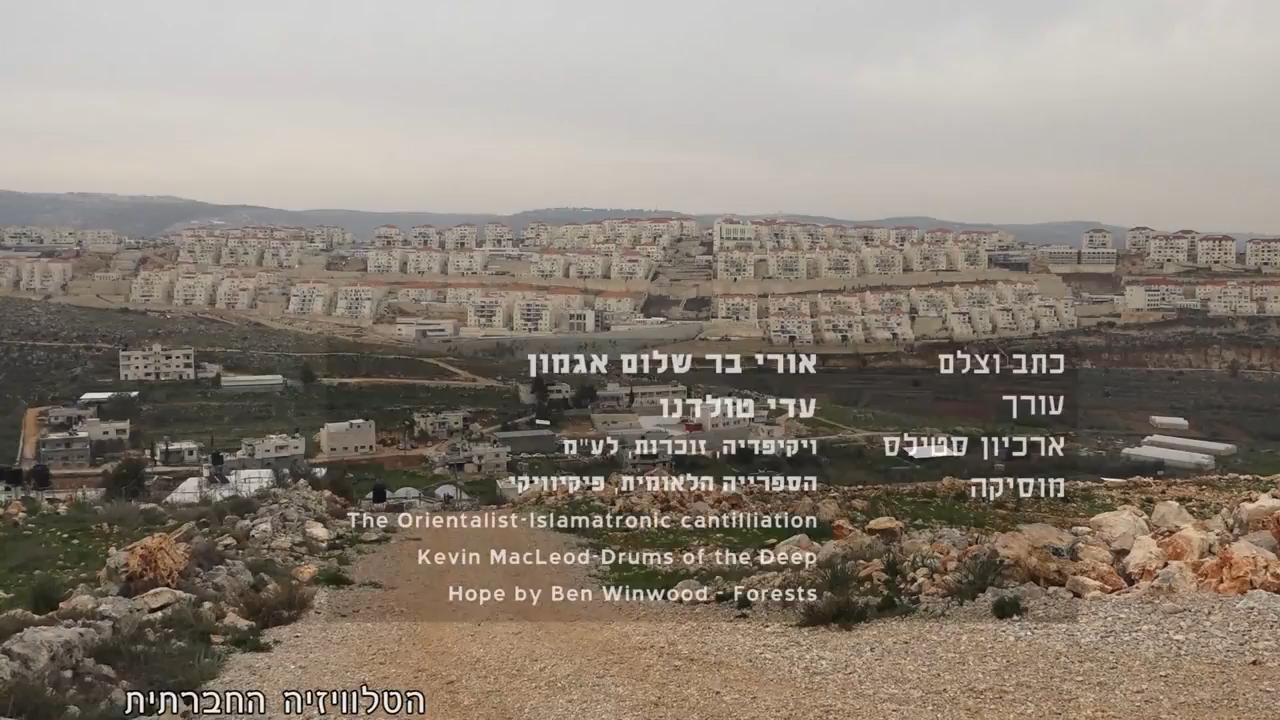 כתב וצלם אורי בר שלום אגמון
עורך עדי טולדנו
ארכיון סטילס ויקיפדיה, זוכרות, לע"מ
הספרייה הלאומית, פיקיוויקי
מוסיקה
The Orientalist-Islamatronic cantilliation
Kevin MacLeod-Drums of the Deep
Hope by Ben Winwood - Forests
הטלוויזיה החברתית